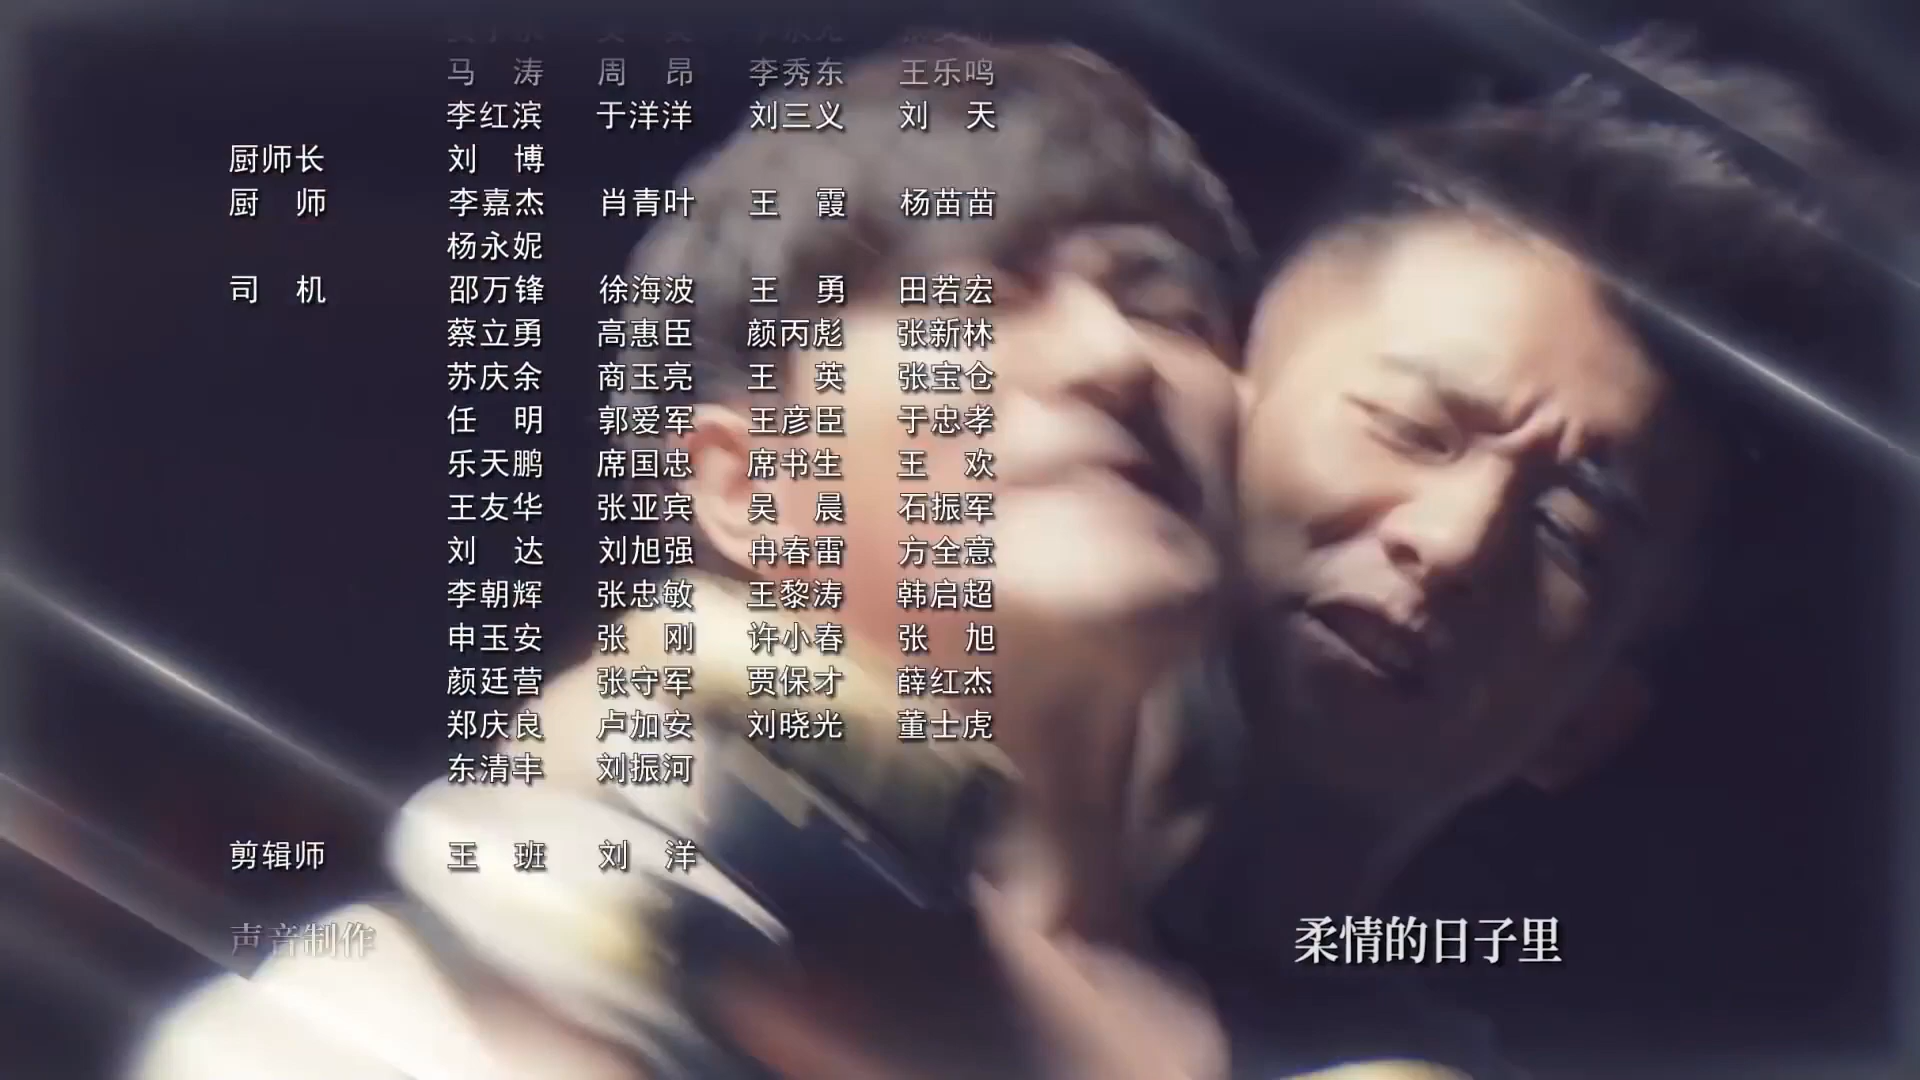 马 涛 周 昂 李秀东 王乐鸣
李红滨 于洋洋 刘三义 刘 天
厨师长 刘 博
厨 师 李嘉杰 肖青叶 王 霞 杨苗苗
杨永妮
司 机 邵万锋 徐海波 王 勇 田若宏
蔡立勇 高惠臣 颜丙彪 张新林
苏庆余 商玉亮 王 英 张宝仓
任 明 郭爱军 王彦臣 于忠孝
乐天鹏 席国忠 席书生 王 欢
王友华 张亚宾 吴 晨 石振军
刘 达 刘旭强 冉春雷 方全意
李朝辉 张忠敏 王黎涛 韩启超
申玉安 张 刚 许小春 张 旭
颜廷营 张守军 贾保才 薛红杰
郑庆良 卢加安 刘晓光 董士虎
东清丰 刘振河
剪辑师 王 班 刘 洋
声音制作
柔情的日子里